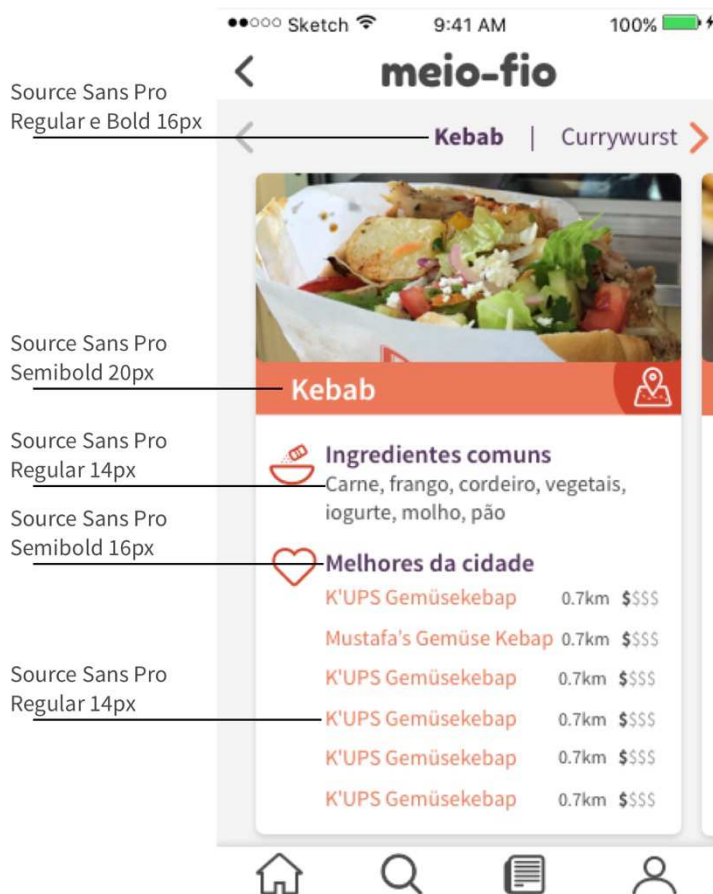 Sketch 9:41 AM 100%
meio-fio
Source Sans Pro
Regular e Bold 16px
Kebab | Currywurst
Source Sans Pro
Semibold 20px
Kebab
Source Sans Pro
Regular 14px
Ingredientes comuns
Carne, frango, cordeiro, vegetais,
iogurte, molho, pão
Source Sans Pro
Semibold 16px
Melhores da cidade
K'UPS Gemüsekebap 0.7km $$$$
Mustafa's Gemüse Kebap 0.7km $$$$
K'UPS Gemüsekebap 0.7km $$$$
Source Sans Pro
Regular 14px
K'UPS Gemüsekebap 0.7km $$$$
K'UPS Gemüsekebap 0.7km $$$$
K'UPS Gemüsekebap 0.7km $$$$